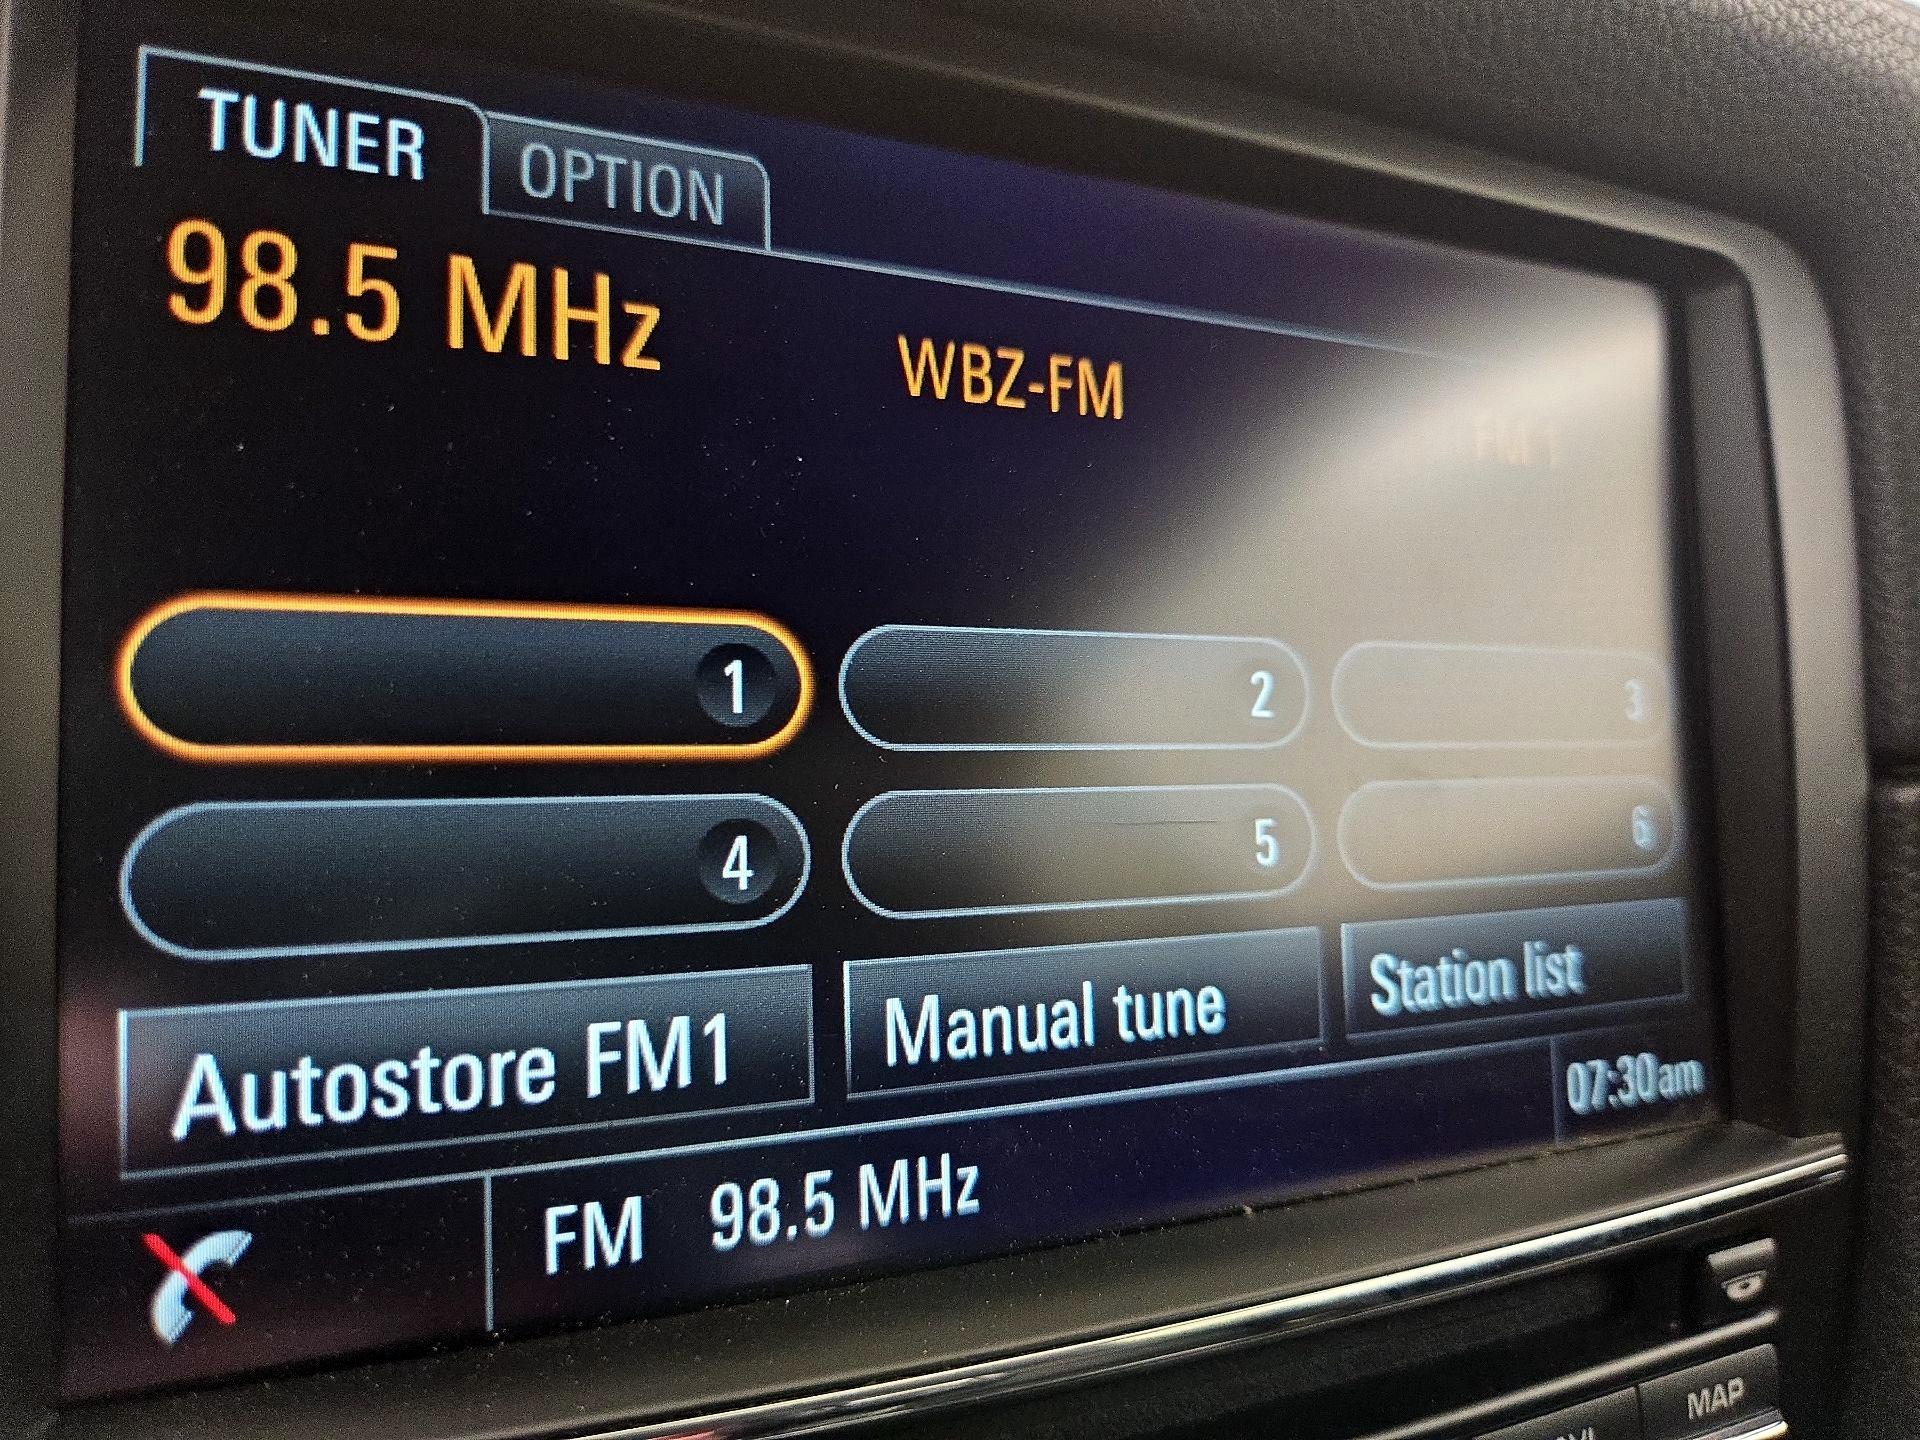 TUNER OPTION
98.5 MHz
WBZ-FM
FM1
1 2 3
4 5 6
Autostore FM1 Manual tune Station list
FM 98.5 MHz 07:30am
MAP